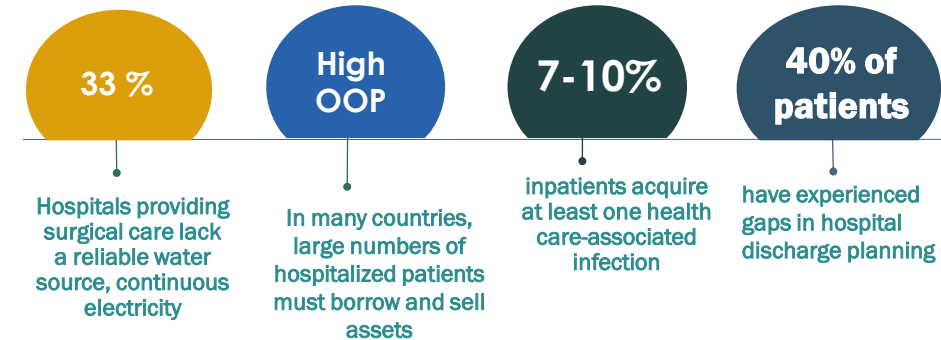 33 %
Hospitals providing
surgical care lack
a reliable water
source, continuous
electricity
High
OOP
In many countries,
large numbers of
hospitalized patients
must borrow and sell
assets
7-10%
inpatients acquire
at least one health
care-associated
infection
40% of
patients
have experienced
gaps in hospital
discharge planning